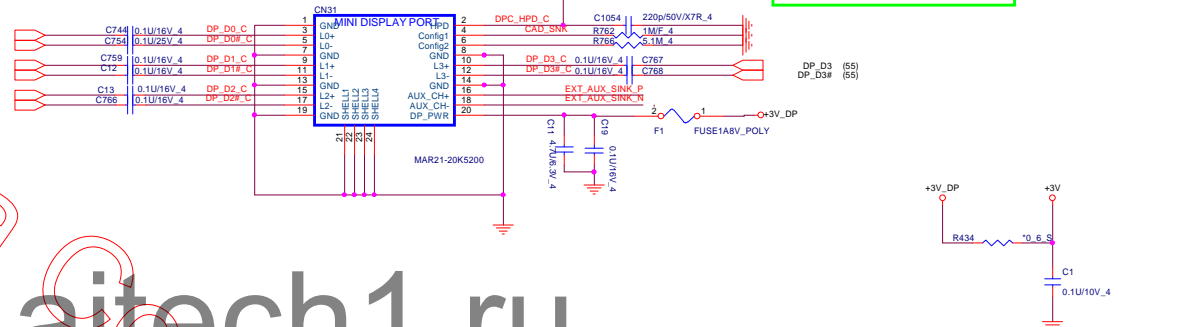 CN31
MINI DISPLAY PORT
C744 0.1U/16V_4 DP_D0_C 1 GND HPD 2 DPC_HPD_C C1054 220p/50V/X7R_4
3 L0+ Config1 4 CAD_SNK R762 1M/F_4
C754 0.1U/25V_4 DP_D0#_C 5 L0- Config2 6 R766 5.1M_4
7 GND GND 8
C759 0.1U/16V_4 DP_D1_C 9 L1+ L3+ 10 DP_D3_C 0.1U/16V_4 C767 DP_D3 (55)
C12 0.1U/16V_4 DP_D1#_C 11 L1- L3- 12 DP_D3#_C 0.1U/16V_4 C768 DP_D3# (55)
13 GND GND 14
C13 0.1U/16V_4 DP_D2_C 15 L2+ AUX_CH+ 16 EXT_AUX_SINK_P
C766 0.1U/16V_4 DP_D2#_C 17 L2- AUX_CH- 18 EXT_AUX_SINK_N
19 GND DP_PWR 20 2 1 +3V_DP
SHELL1 SHELL2 SHELL3 SHELL4
F1 FUSE1A8V_POLY
21 22 23 24
C11 4.7U/6.3V_4
C19 0.1U/16V_4
MAR21-20K5200
+3V_DP +3V
R434 *0_6_S
C1
0.1U/10V_4
aitech1.ru